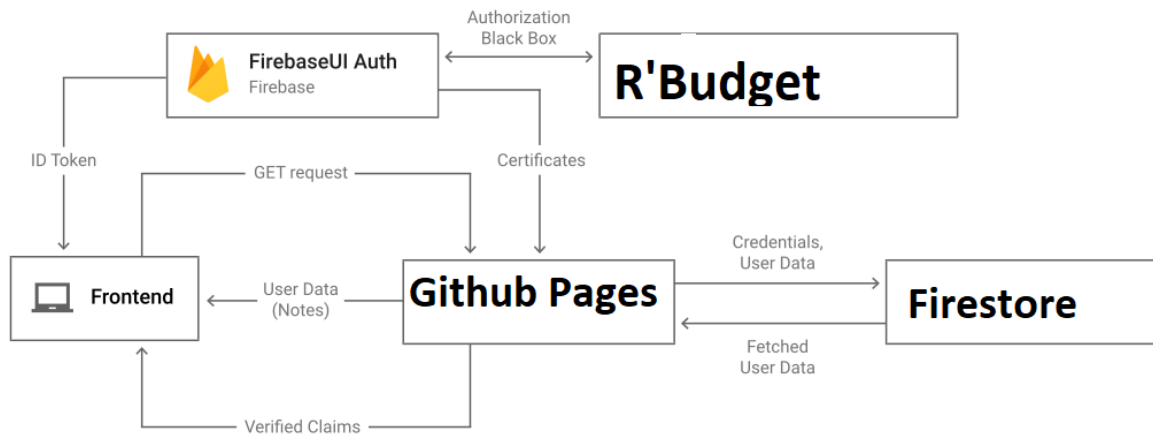 Authorization
Black Box
FirebaseUI Auth
Firebase
R'Budget
ID Token
Certificates
GET request
Credentials,
User Data
Frontend
User Data
(Notes)
Github Pages
Firestore
Fetched
User Data
Verified Claims